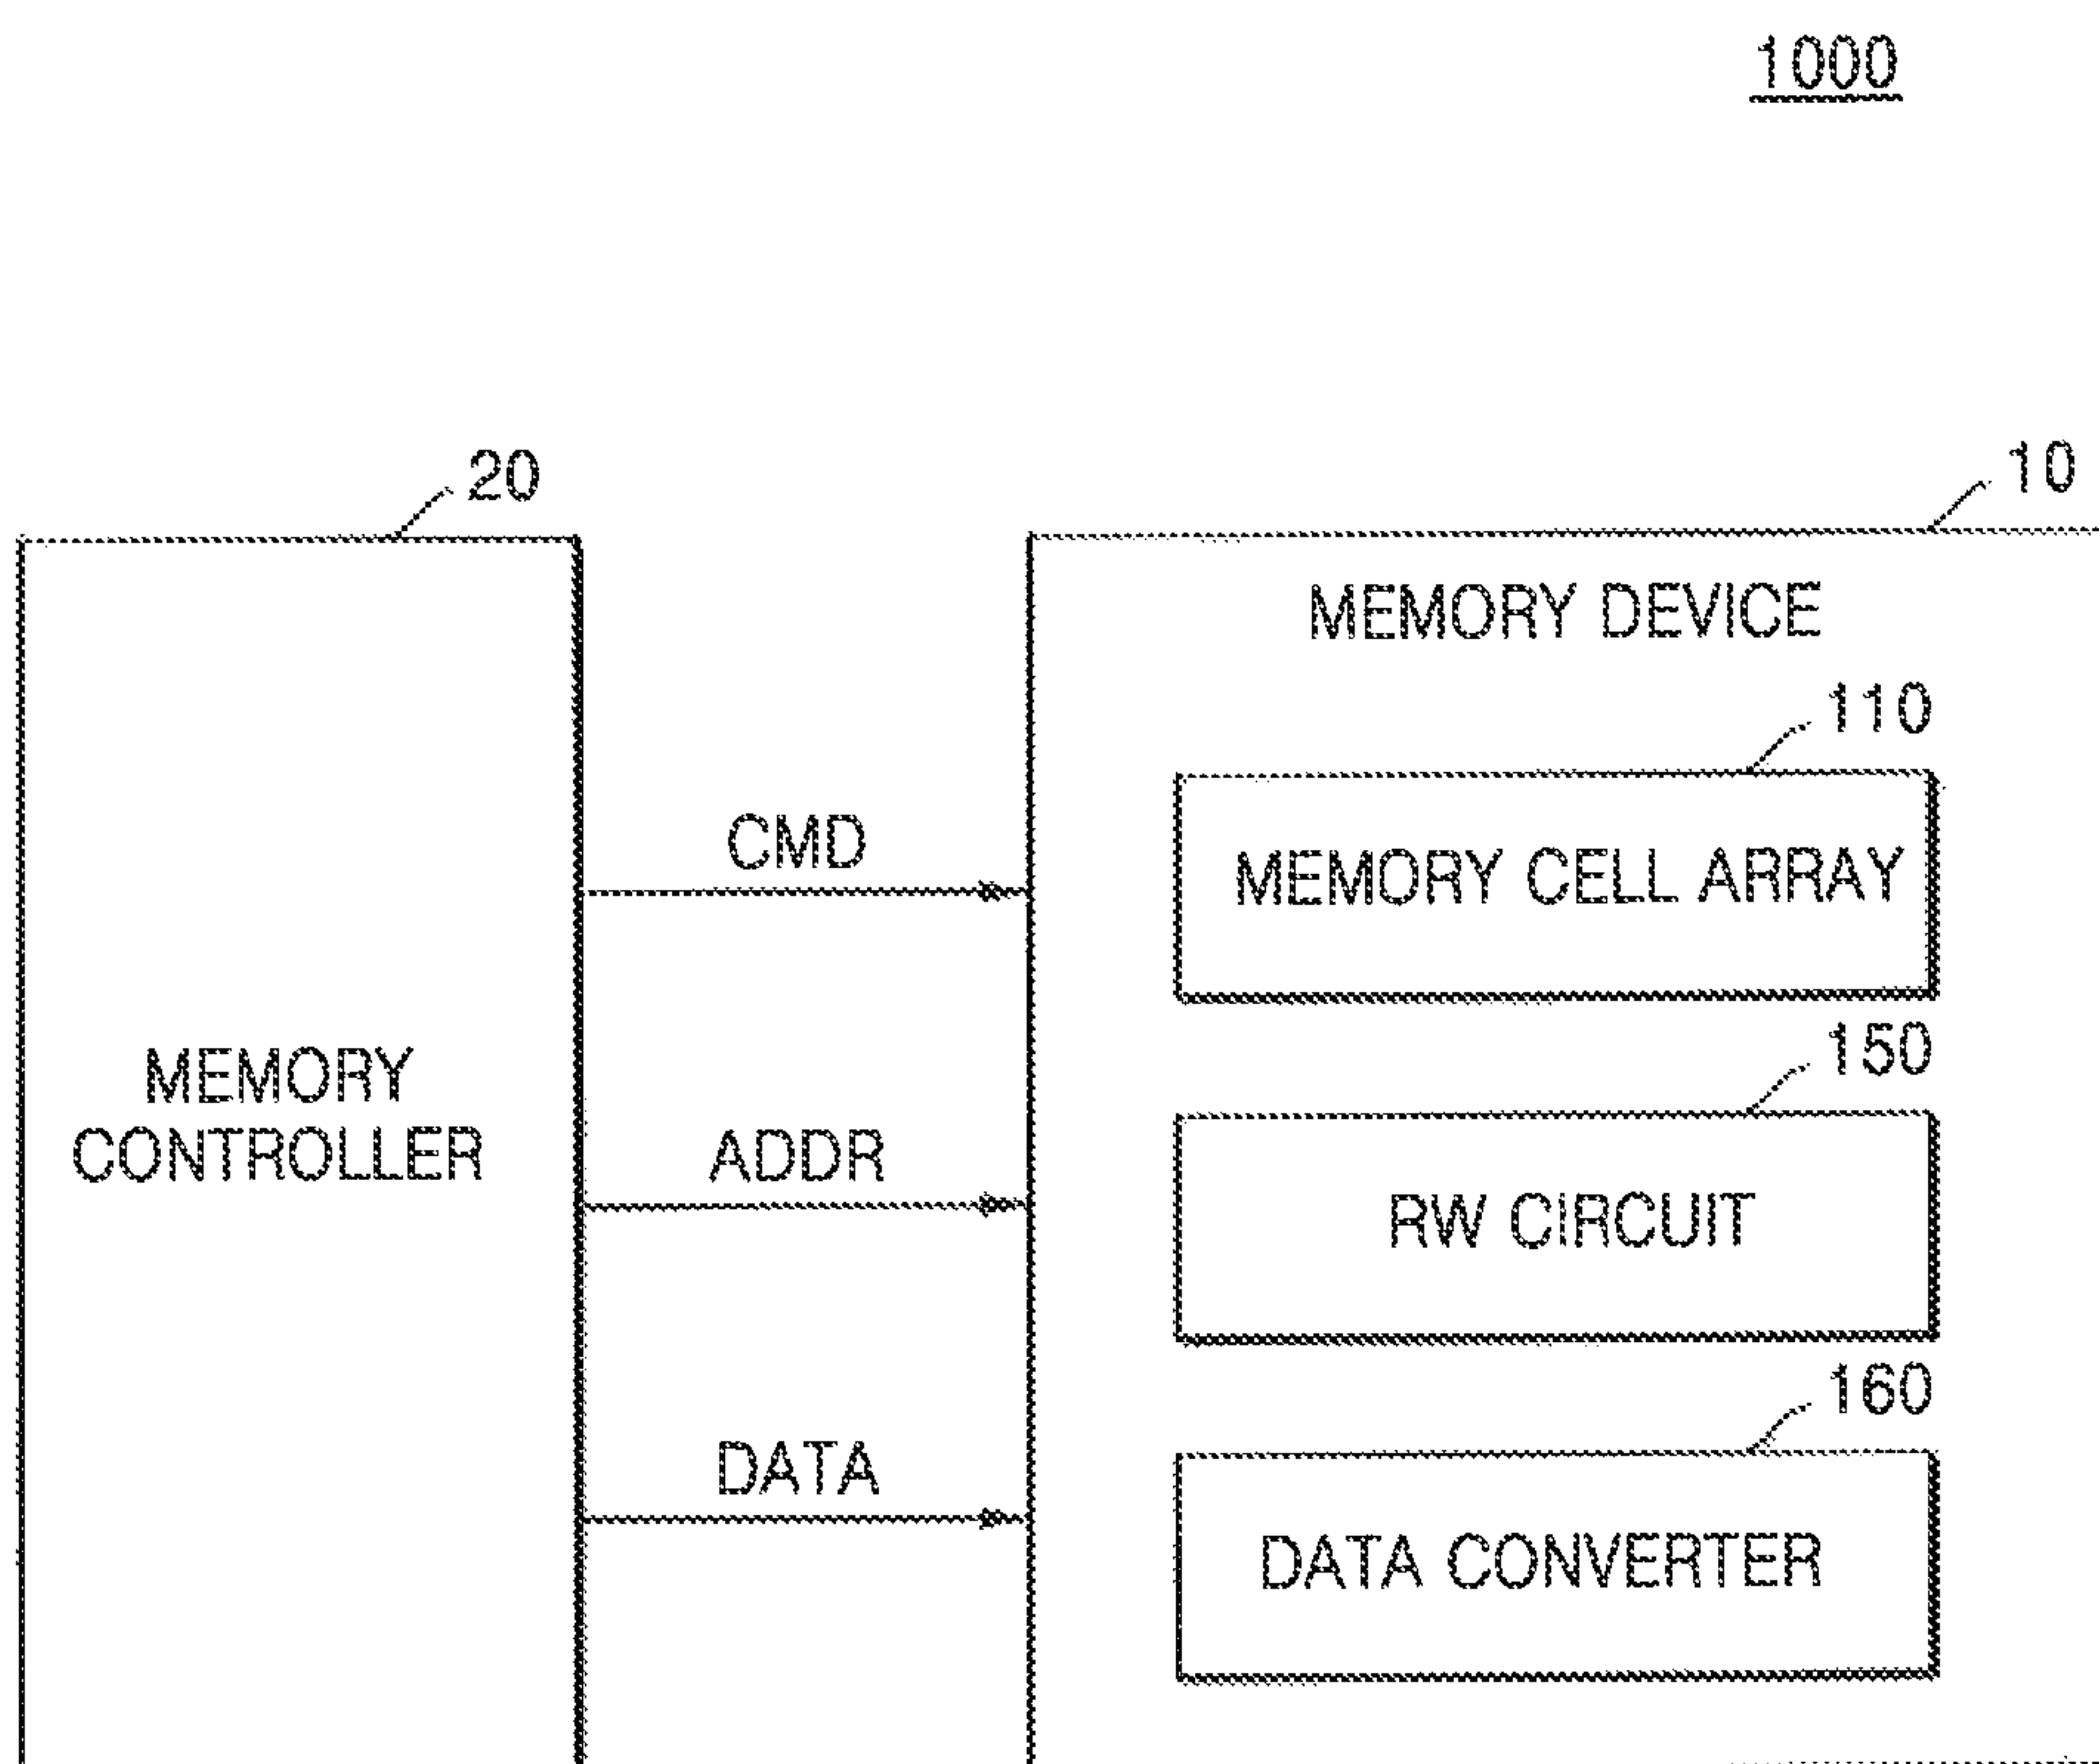 1000
20
10
MEMORY DEVICE
110
MEMORY CELL ARRAY
CMD
150
MEMORY
CONTROLLER
ADDR
RW CIRCUIT
160
DATA
DATA CONVERTER